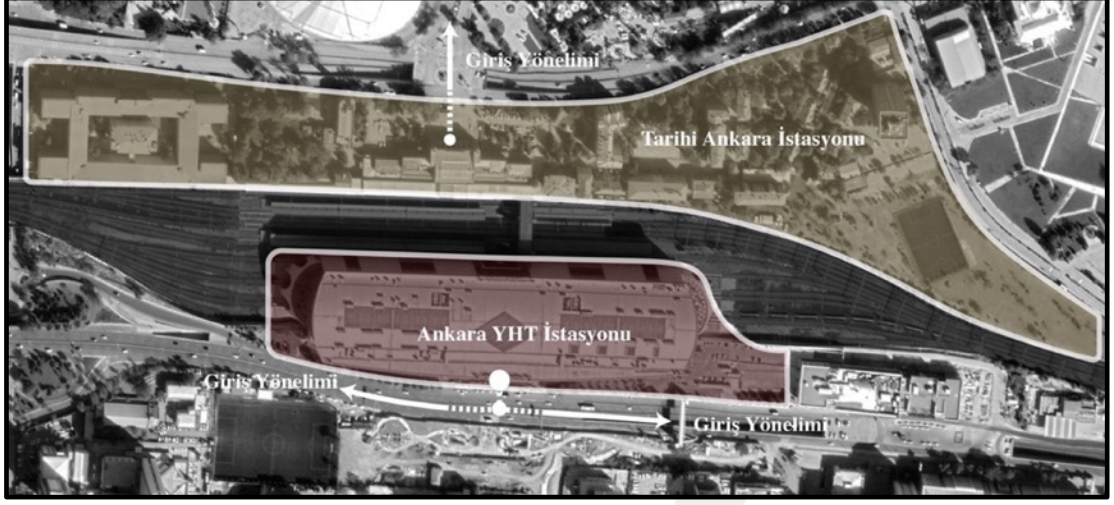 Giriş Yönelimi
Tarihi Ankara İstasyonu
Ankara YHT İstasyonu
Giriş Yönelimi
Giriş Yönelimi